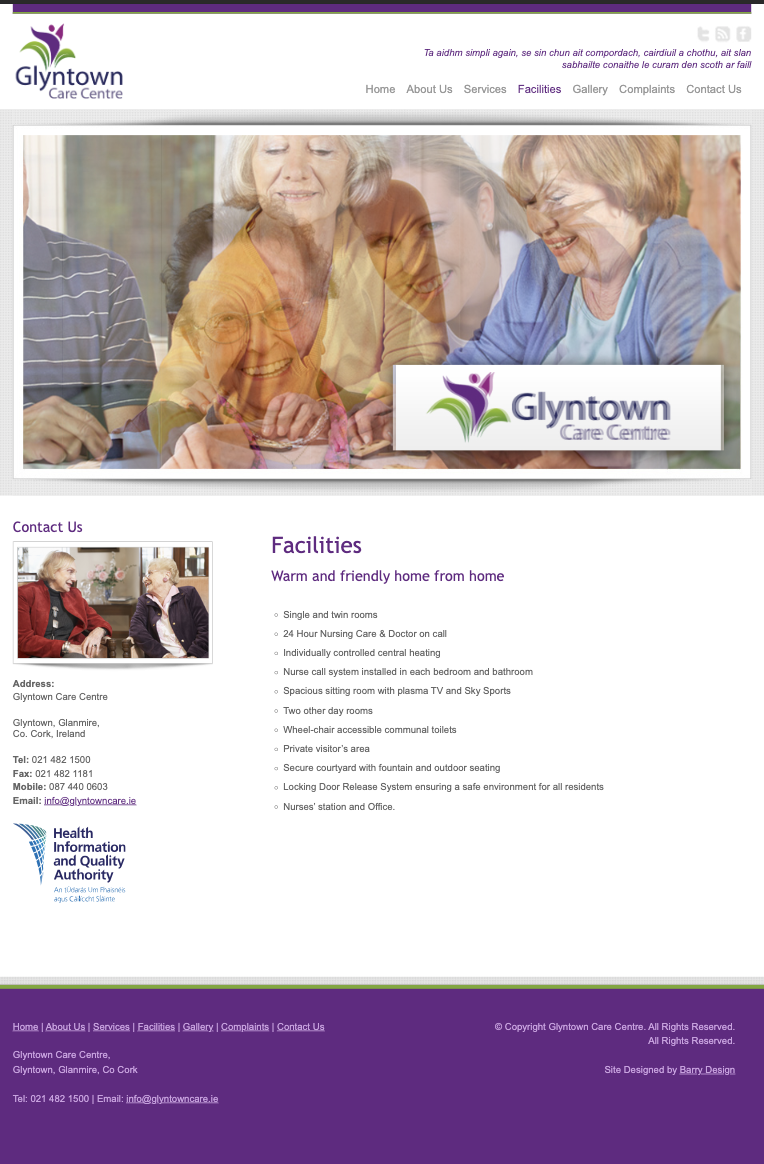 Glyntown
Care Centre
Ta aidhm simpli again, se sin chun ait compordach, cairdiuil a chothu, ait slan
sabhailte conaithe le curam den scoth ar faill
Home About Us Services Facilities Gallery Complaints Contact Us
Glyntown
Care Centre
Contact Us
Address:
Glyntown Care Centre
Glyntown, Glanmire,
Co. Cork, Ireland
Tel: 021 482 1500
Fax: 021 482 1181
Mobile: 087 440 0603
Email: info@glyntowncare.ie
Health
Information
and Quality
Authority
An tÚdarás Um Fhaisnéis
agus Cáilíocht Sláinte
Facilities
Warm and friendly home from home
Single and twin rooms
24 Hour Nursing Care & Doctor on call
Individually controlled central heating
Nurse call system installed in each bedroom and bathroom
Spacious sitting room with plasma TV and Sky Sports
Two other day rooms
Wheel-chair accessible communal toilets
Private visitor’s area
Secure courtyard with fountain and outdoor seating
Locking Door Release System ensuring a safe environment for all residents
Nurses’ station and Office.
Home | About Us | Services | Facilities | Gallery | Complaints | Contact Us
Glyntown Care Centre,
Glyntown, Glanmire, Co Cork
Tel: 021 482 1500 | Email: info@glyntowncare.ie
© Copyright Glyntown Care Centre. All Rights Reserved.
All Rights Reserved.
Site Designed by Barry Design